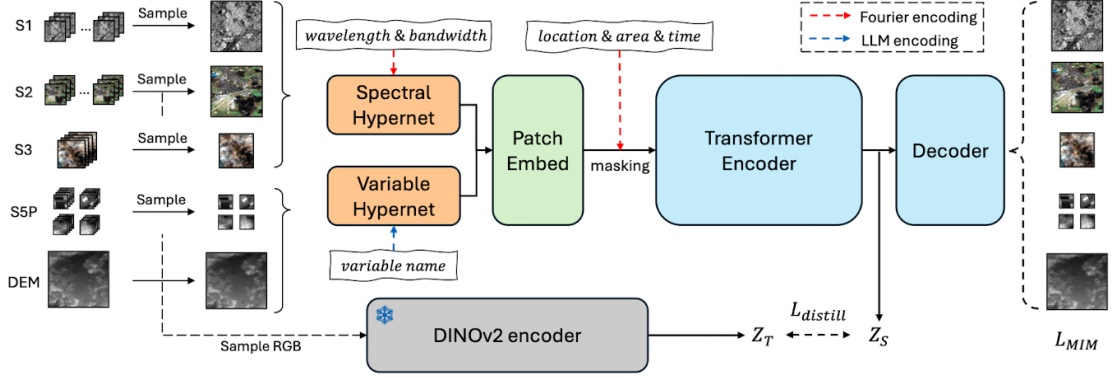 S1
Sample
S2
Sample
S3
Sample
S5P
Sample
DEM
wavelength & bandwidth
location & area & time
Fourier encoding
LLM encoding
Spectral
Hypernet
Variable
Hypernet
variable name
Patch
Embed
masking
Transformer
Encoder
Decoder
Sample RGB
DINOv2 encoder
Z_T
L_distill
Z_S
L_MIM